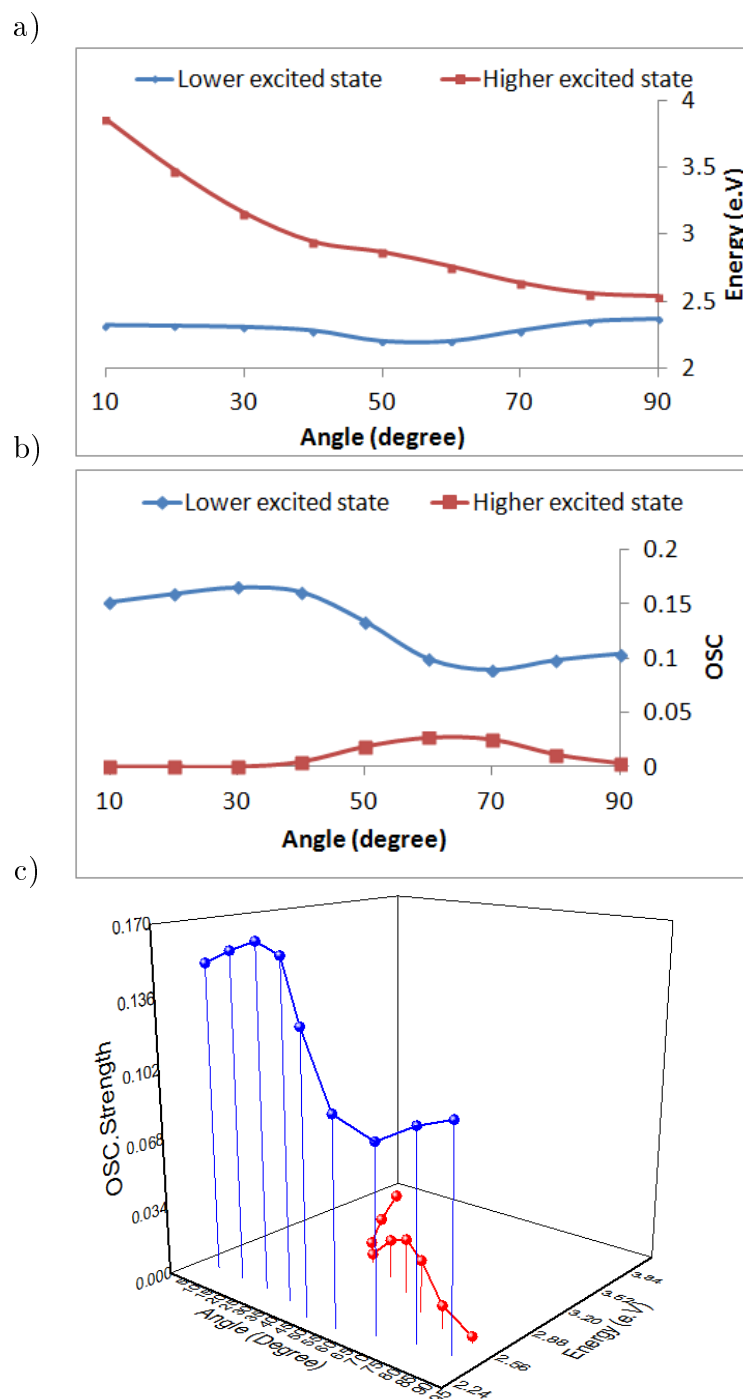 a)
Lower excited state Higher excited state
4
3.5
3
2.5
2
Energy (e.V)
10 30 50 70 90
Angle (degree)
b)
Lower excited state Higher excited state
0.2
0.15
0.1
0.05
0
OSC
10 30 50 70 90
Angle (degree)
c)
0.170
0.136
0.102
0.068
0.034
0.000
OSC.Strength
Angle (Degree)
2.24
2.56
2.88
3.20
3.52
3.84
Energy (e.V)